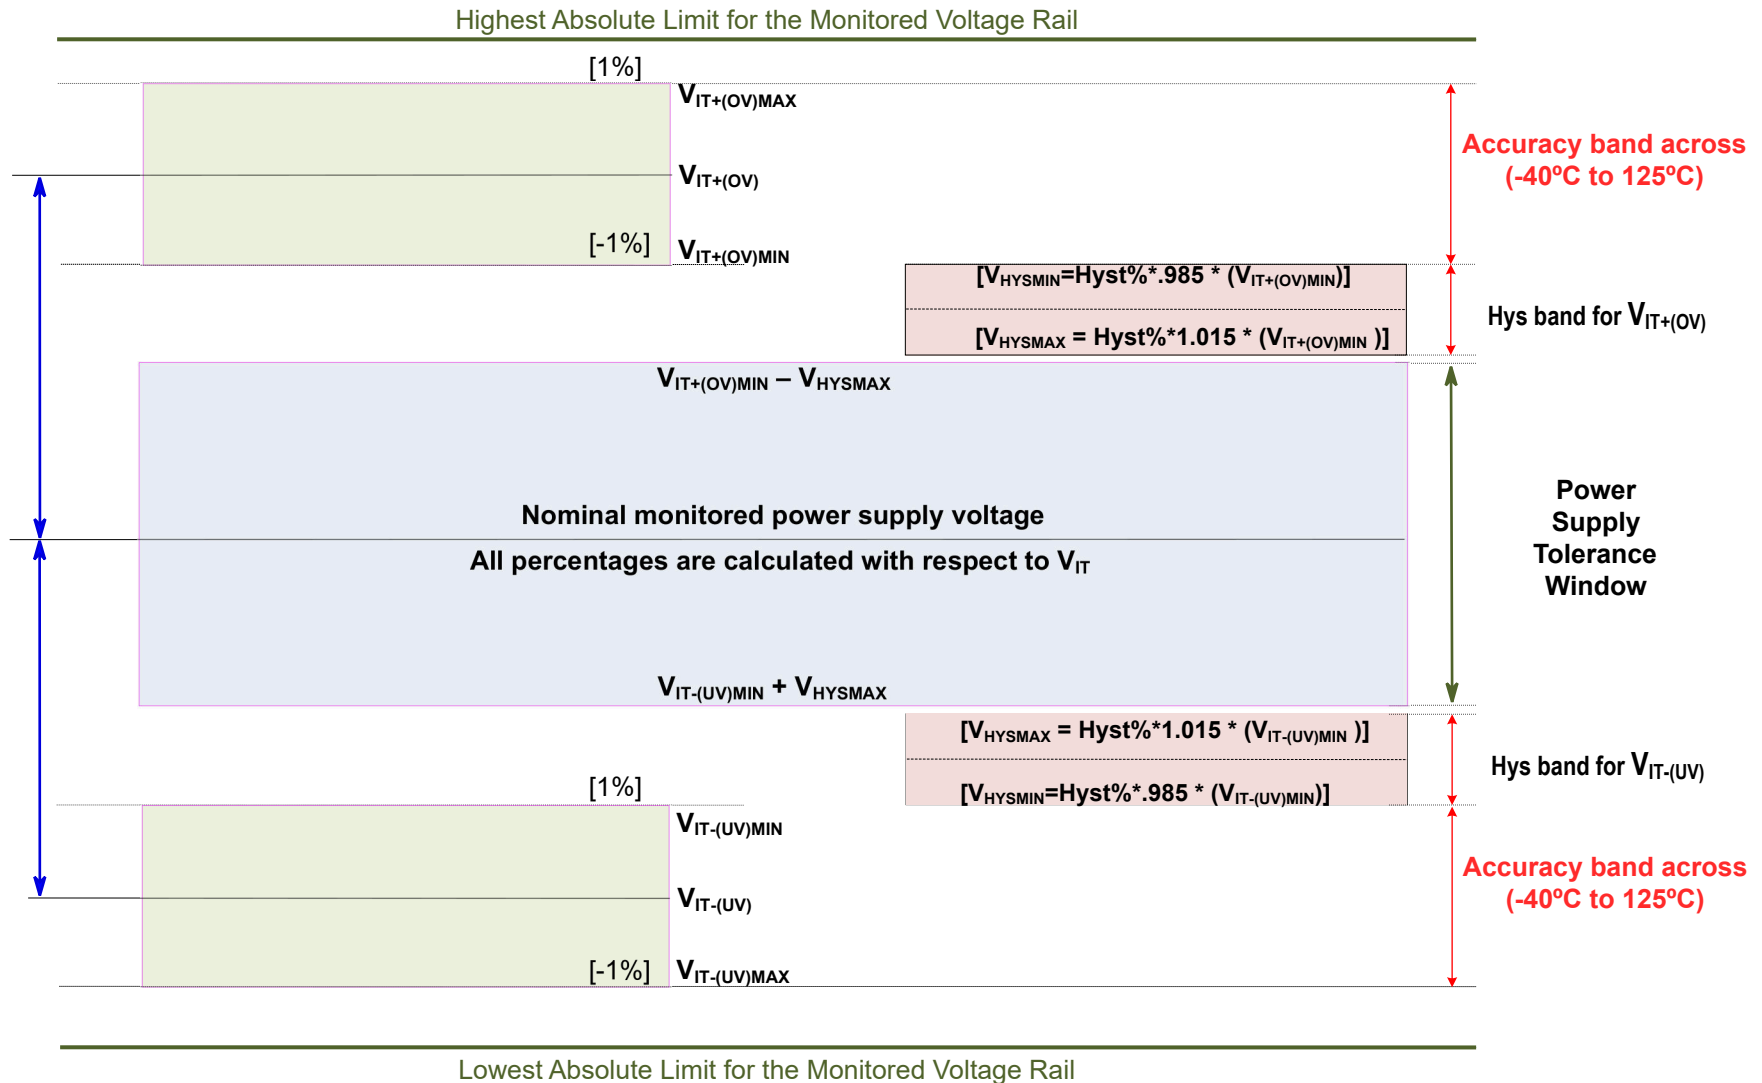 Highest Absolute Limit for the Monitored Voltage Rail
[1%]
VIT+(OV)MAX
Accuracy band across
(-40ºC to 125ºC)
VIT+(OV)
[-1%]
VIT+(OV)MIN
[VHYSMIN=Hyst%*.985 * (VIT+(OV)MIN)]
Hys band for VIT+(OV)
[VHYSMAX = Hyst%*1.015 * (VIT+(OV)MIN )]
VIT+(OV)MIN – VHYSMAX
Nominal monitored power supply voltage
All percentages are calculated with respect to VIT
Power
Supply
Tolerance
Window
VIT-(UV)MIN + VHYSMAX
[VHYSMAX = Hyst%*1.015 * (VIT-(UV)MIN )]
Hys band for VIT-(UV)
[VHYSMIN=Hyst%*.985 * (VIT-(UV)MIN)]
[1%]
VIT-(UV)MIN
Accuracy band across
(-40ºC to 125ºC)
VIT-(UV)
[-1%]
VIT-(UV)MAX
Lowest Absolute Limit for the Monitored Voltage Rail